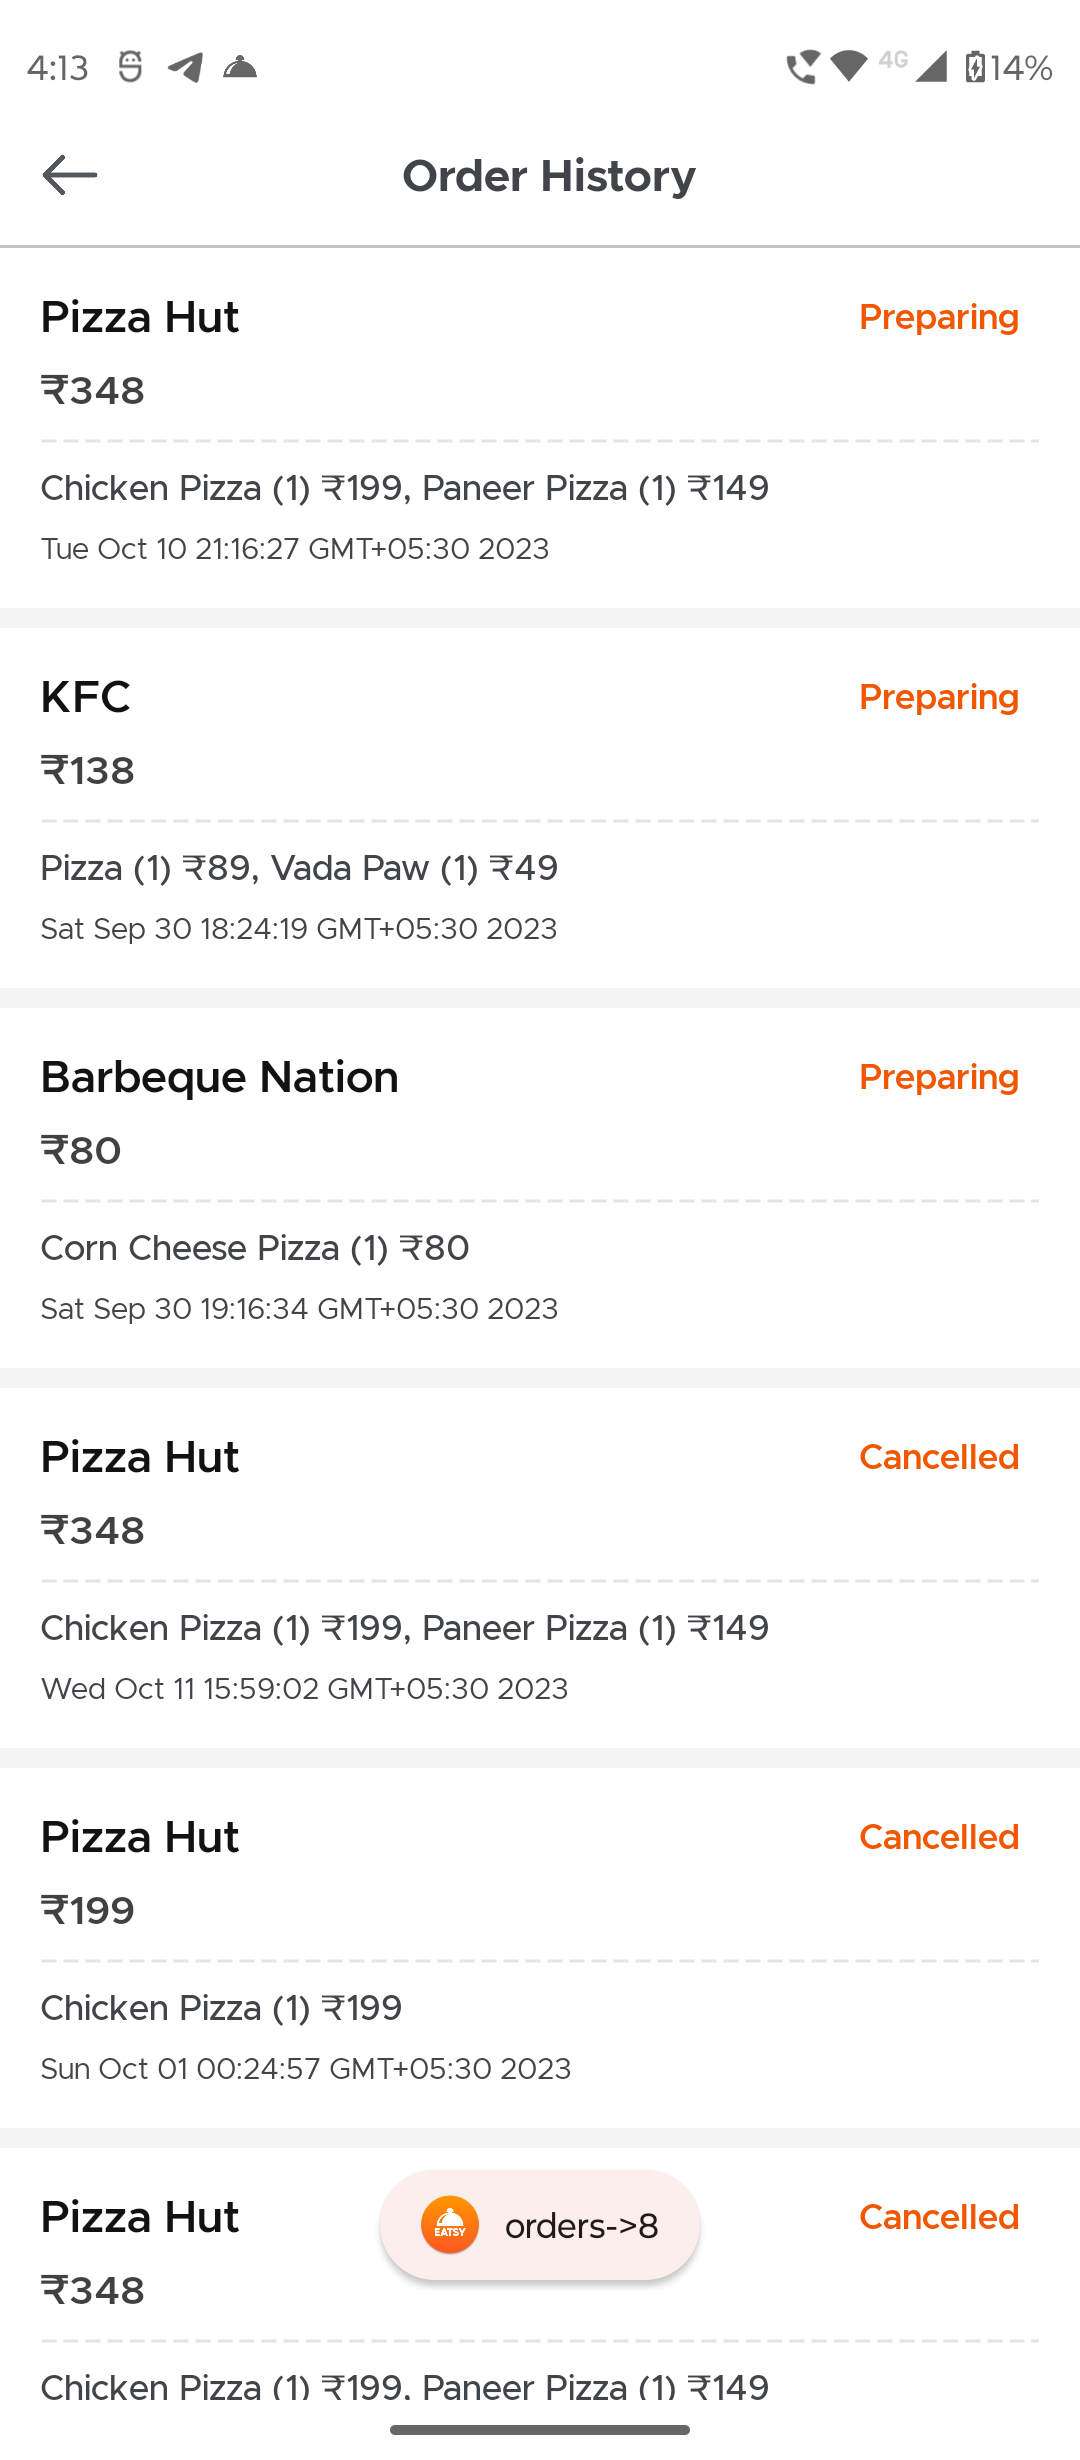 4:13 4G 14%
Order History
Pizza Hut Preparing
₹348
Chicken Pizza (1) ₹199, Paneer Pizza (1) ₹149
Tue Oct 10 21:16:27 GMT+05:30 2023
KFC Preparing
₹138
Pizza (1) ₹89, Vada Paw (1) ₹49
Sat Sep 30 18:24:19 GMT+05:30 2023
Barbeque Nation Preparing
₹80
Corn Cheese Pizza (1) ₹80
Sat Sep 30 19:16:34 GMT+05:30 2023
Pizza Hut Cancelled
₹348
Chicken Pizza (1) ₹199, Paneer Pizza (1) ₹149
Wed Oct 11 15:59:02 GMT+05:30 2023
Pizza Hut Cancelled
₹199
Chicken Pizza (1) ₹199
Sun Oct 01 00:24:57 GMT+05:30 2023
Pizza Hut Cancelled
EATSY orders->8
₹348
Chicken Pizza (1) ₹199, Paneer Pizza (1) ₹149